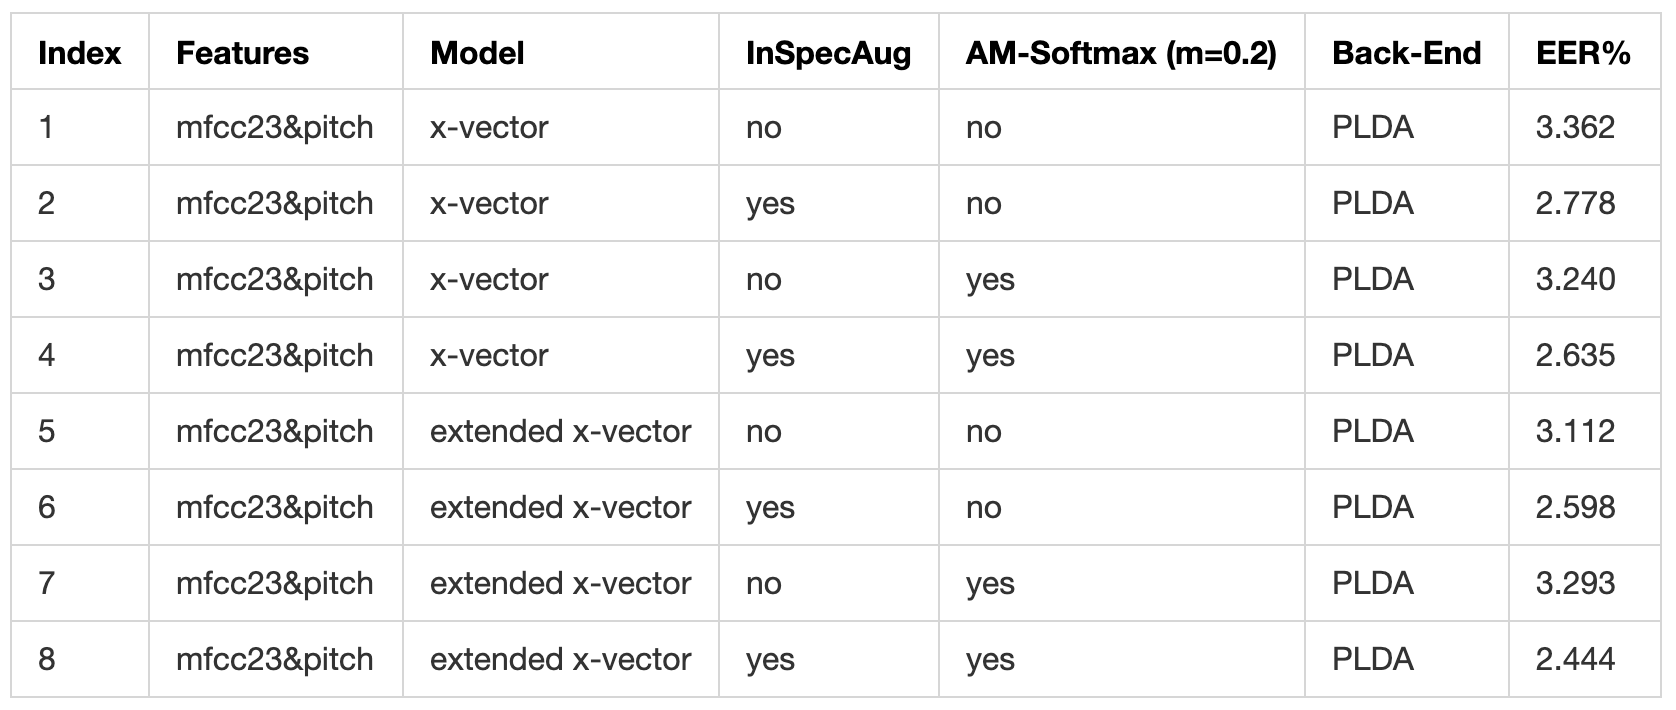 Index Features Model InSpecAug AM-Softmax (m=0.2) Back-End EER%
1 mfcc23&pitch x-vector no no PLDA 3.362
2 mfcc23&pitch x-vector yes no PLDA 2.778
3 mfcc23&pitch x-vector no yes PLDA 3.240
4 mfcc23&pitch x-vector yes yes PLDA 2.635
5 mfcc23&pitch extended x-vector no no PLDA 3.112
6 mfcc23&pitch extended x-vector yes no PLDA 2.598
7 mfcc23&pitch extended x-vector no yes PLDA 3.293
8 mfcc23&pitch extended x-vector yes yes PLDA 2.444